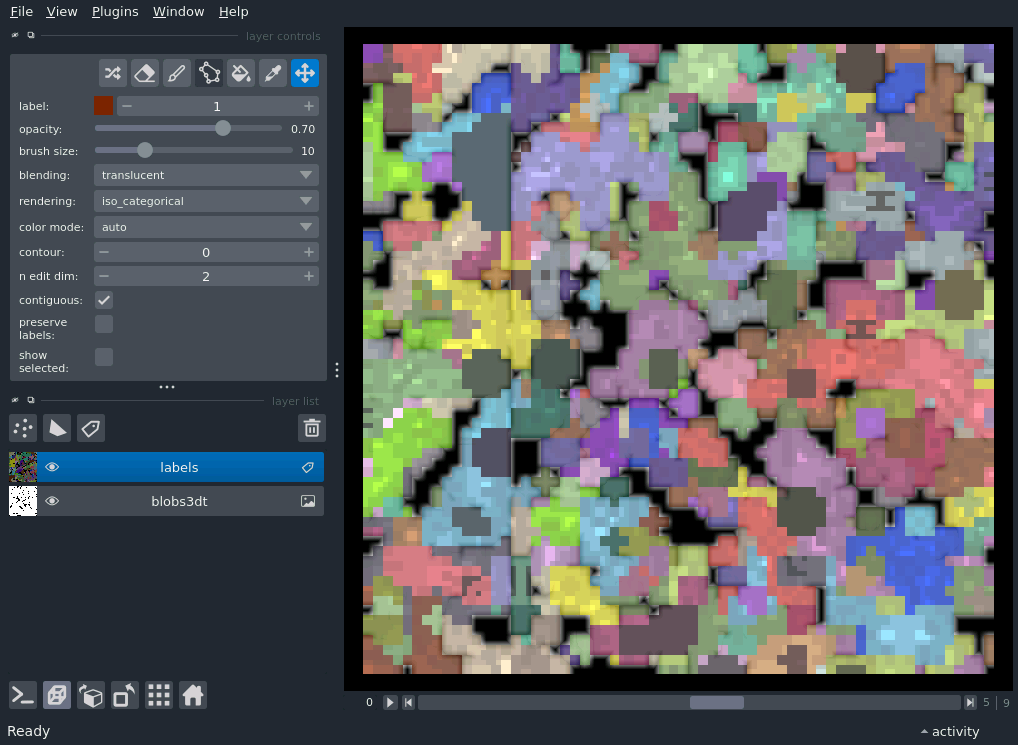 File View Plugins Window Help
layer controls
label: 1
opacity: 0.70
brush size: 10
blending: translucent
rendering: iso_categorical
color mode: auto
contour: 0
n edit dim: 2
contiguous:
preserve
labels:
show
selected:
layer list
labels
blobs3dt
0 5 9
Ready
activity